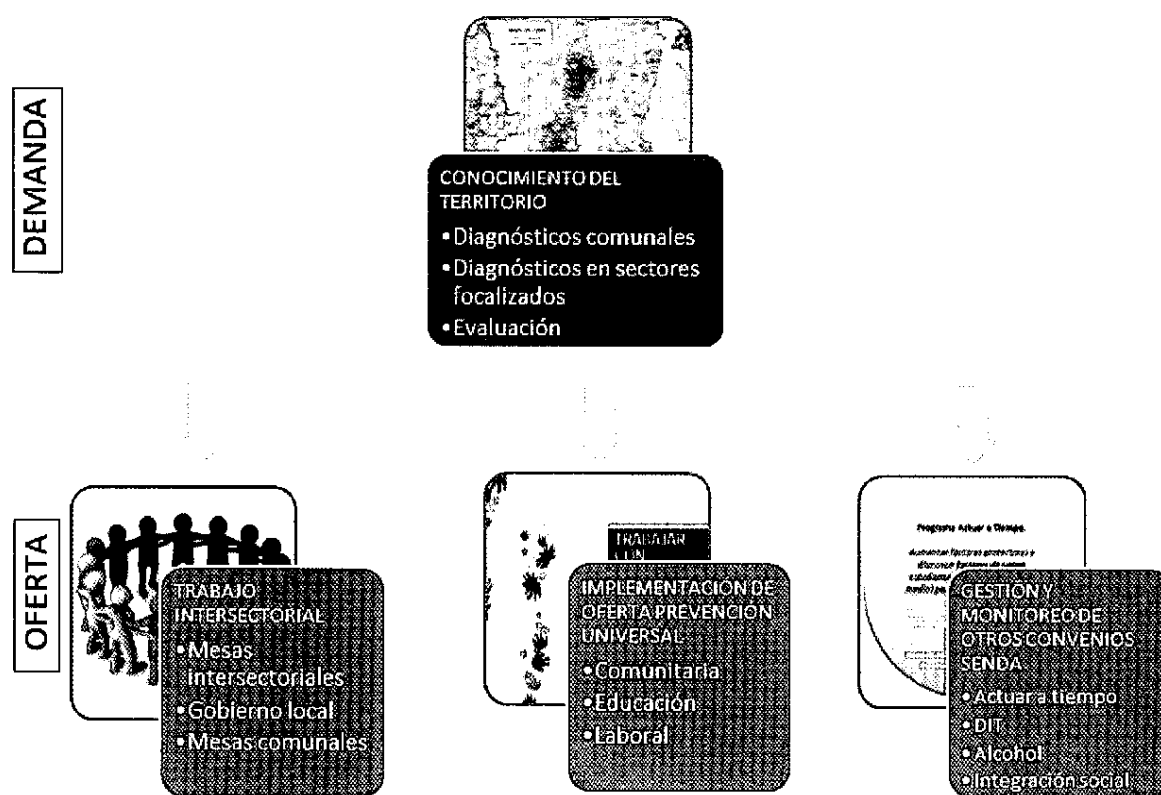 DEMANDA
CONOCIMIENTO DEL
TERRITORIO
•Diagnósticos comunales
•Diagnósticos en sectores
focalizados
•Evaluación
OFERTA
TRABAJO
INTERSECTORIAL
•Mesas
intersectoriales
•Gobierno local
•Mesas comunales
TRABAJAR
CON
IMPLEMENTACION DE
OFERTA PREVENCION
UNIVERSAL
•Comunitaria
•Educación
•Laboral
Programa Actuar a Tiempo.
GESTION Y
MONITOREO DE
OTROS CONVENIOS
SENDA
•Actuar a tiempo
•DIT
•Alcohol
•Integración social